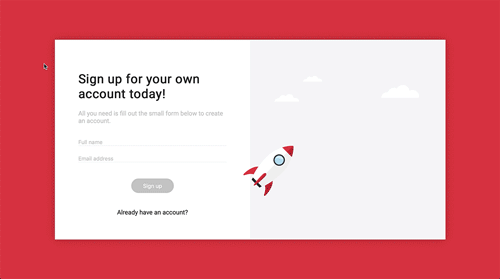 Sign up for your own
account today!
All you need is fill out the small form below to create
an account.
Full name
Email address
Sign up
Already have an account?